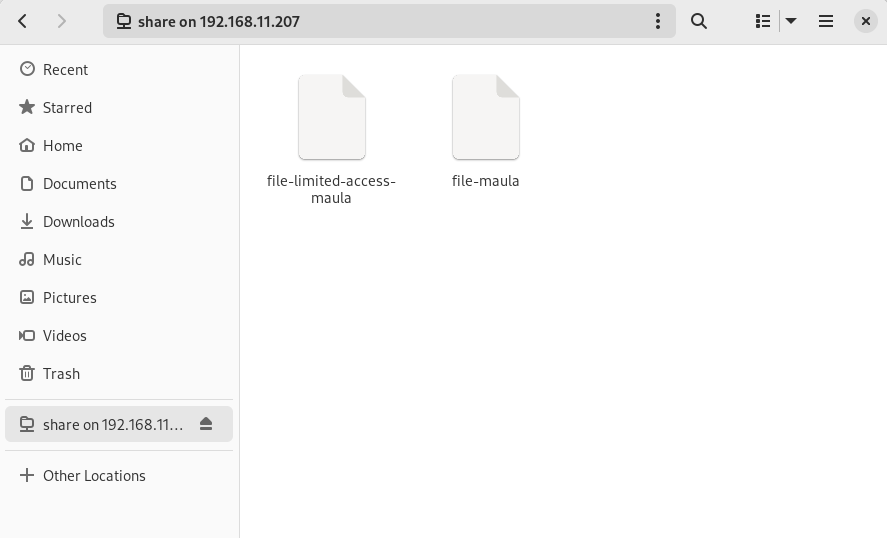 share on 192.168.11.207
Recent
Starred
Home
Documents
Downloads
Music
Pictures
Videos
Trash
share on 192.168.11...
Other Locations
file-limited-access-
maula
file-maula